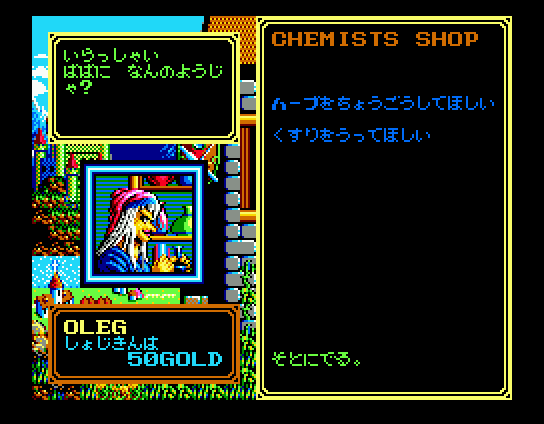 いらっしゃい
ばばに なんのようじ
ゃ?
CHEMISTS SHOP
ハーブをちょうごうしてほしい
くすりをうってほしい
そとにでる。
OLEG
しょじきんは
50GOLD